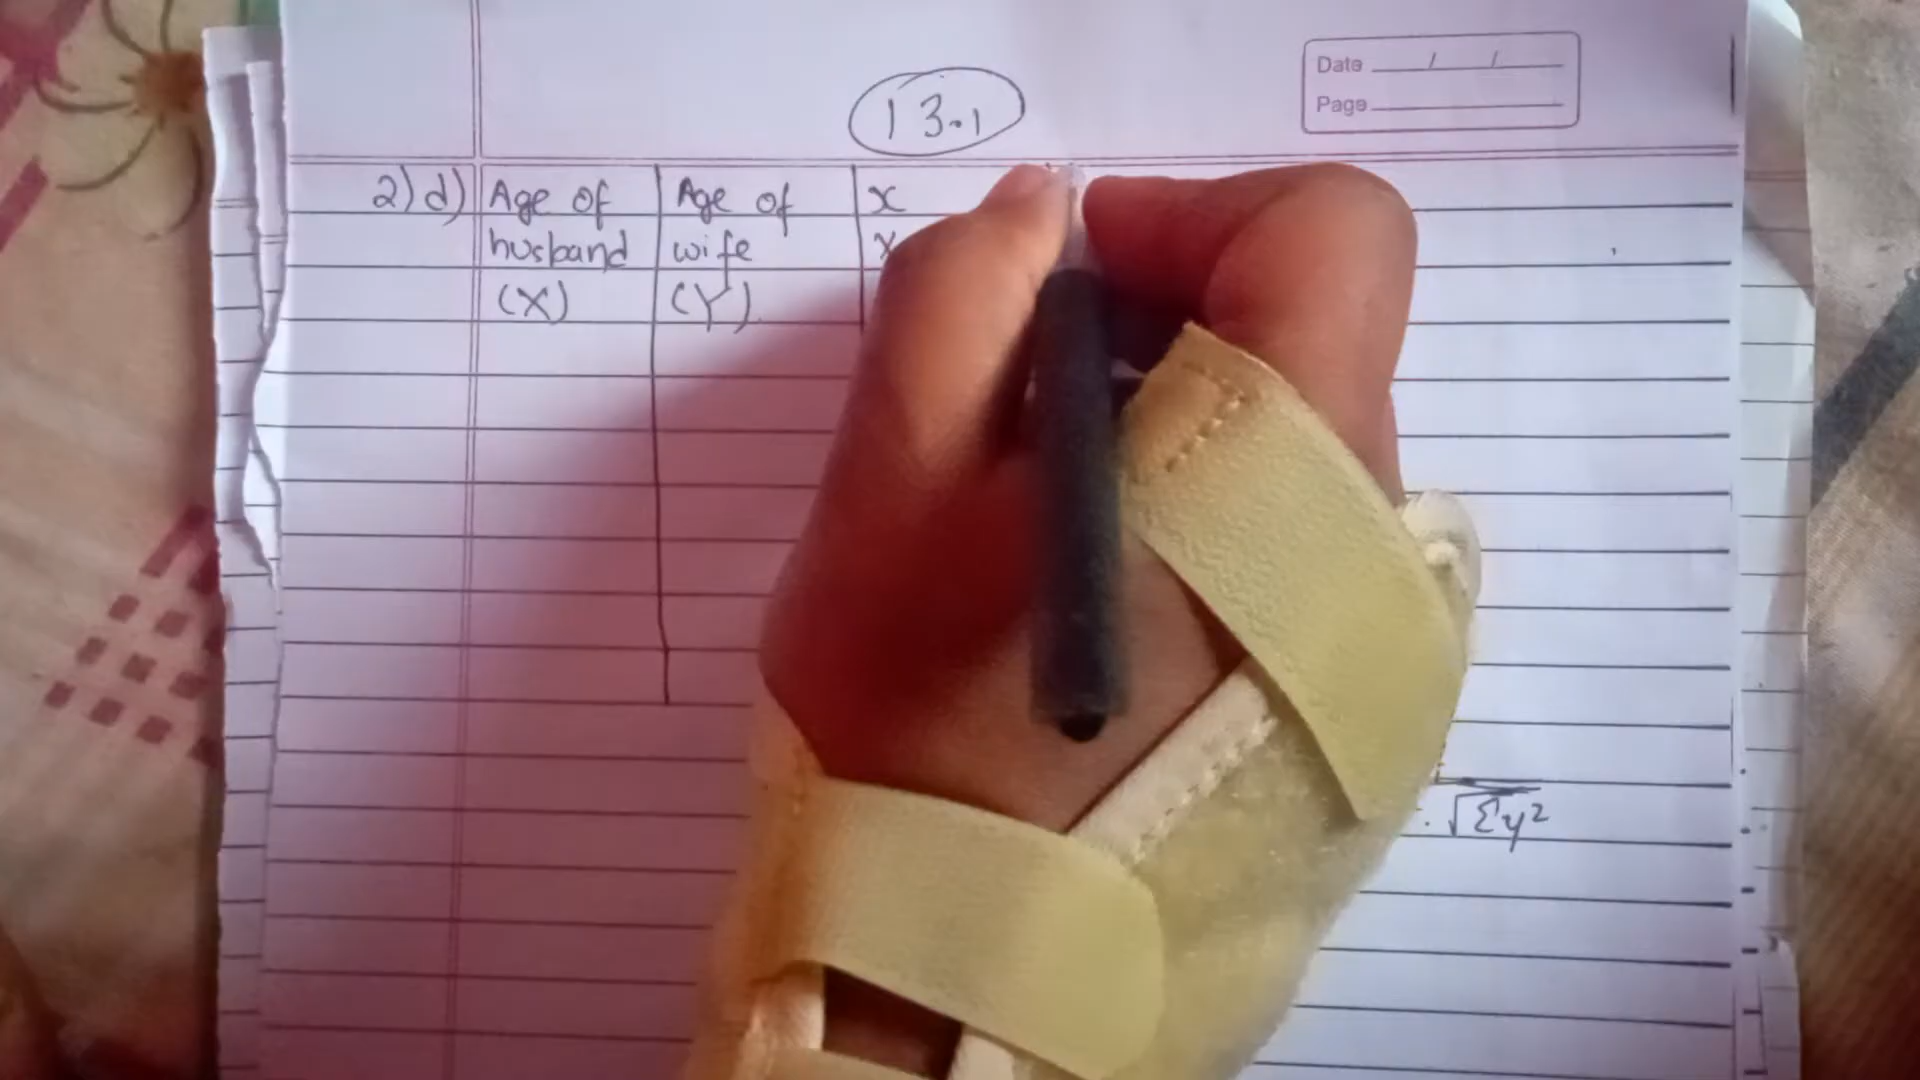 13.1
Date / /
Page
2) d) Age of Age of x
husband wife X
(X) (Y)
. √Σy²